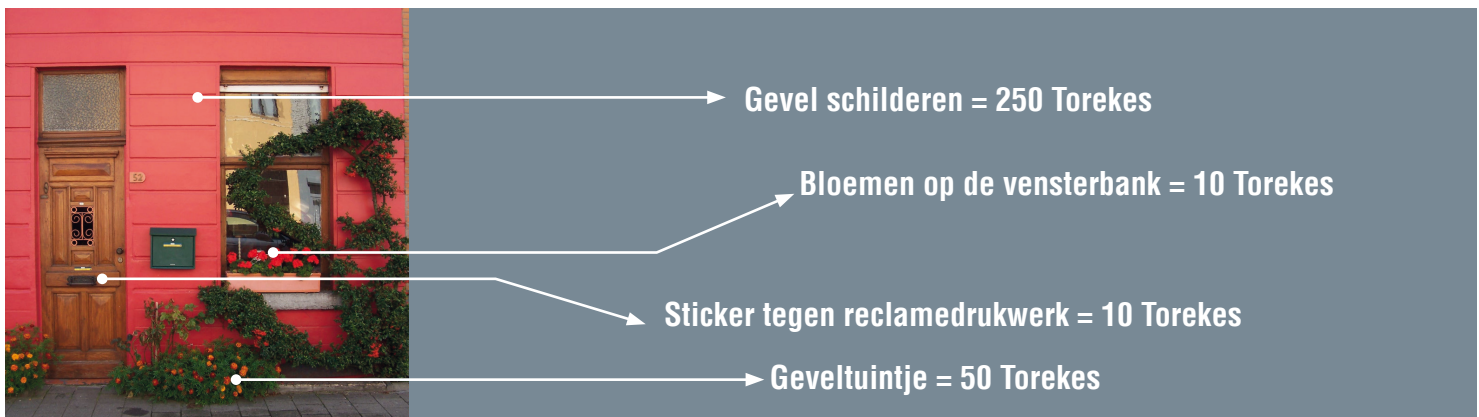 Gevel schilderen = 250 Torekes
Bloemen op de vensterbank = 10 Torekes
Sticker tegen reclamedrukwerk = 10 Torekes
Geveltuintje = 50 Torekes